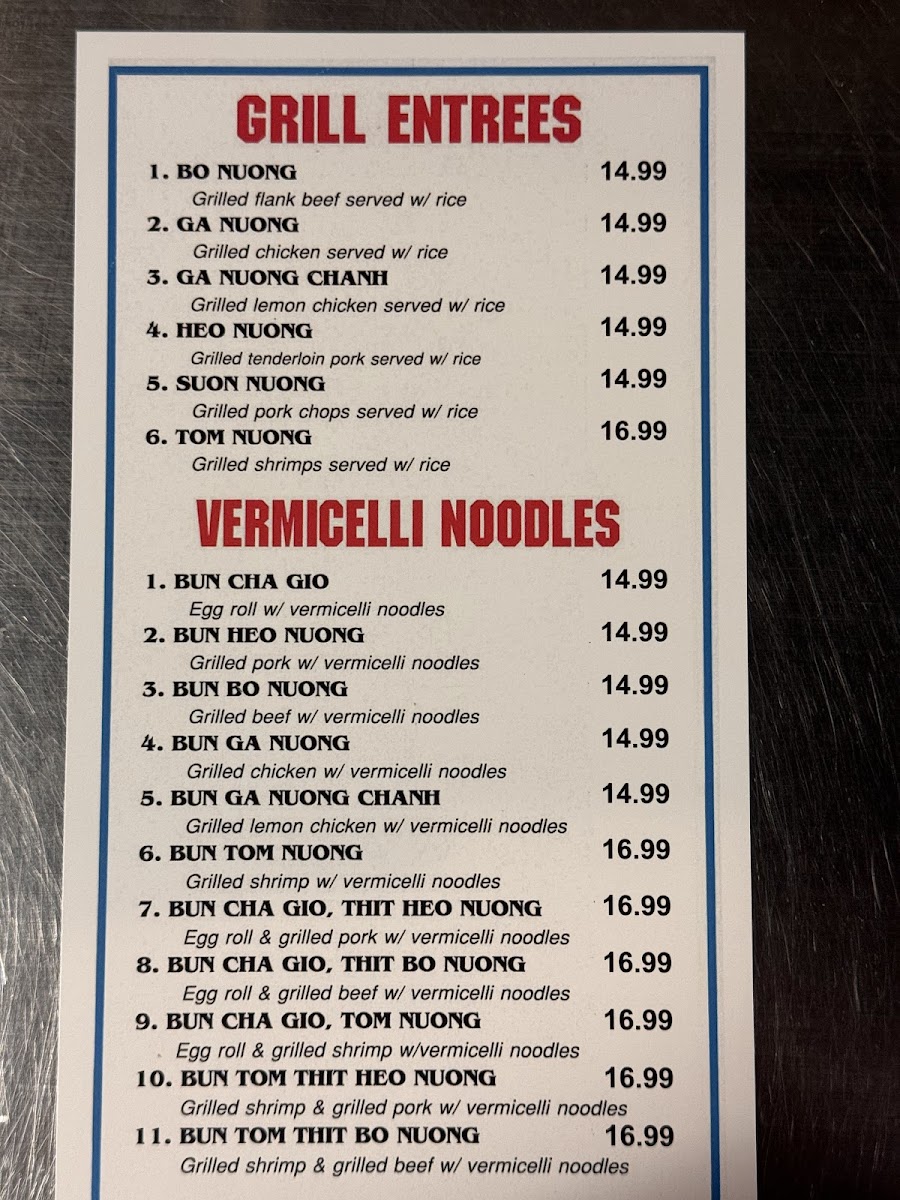 GRILL ENTREES
1. BO NUONG 14.99
Grilled flank beef served w/ rice
2. GA NUONG 14.99
Grilled chicken served w/ rice
3. GA NUONG CHANH 14.99
Grilled lemon chicken served w/ rice
4. HEO NUONG 14.99
Grilled tenderloin pork served w/ rice
5. SUON NUONG 14.99
Grilled pork chops served w/ rice
6. TOM NUONG 16.99
Grilled shrimps served w/ rice
VERMICELLI NOODLES
1. BUN CHA GIO 14.99
Egg roll w/ vermicelli noodles
2. BUN HEO NUONG 14.99
Grilled pork w/ vermicelli noodles
3. BUN BO NUONG 14.99
Grilled beef w/ vermicelli noodles
4. BUN GA NUONG 14.99
Grilled chicken w/ vermicelli noodles
5. BUN GA NUONG CHANH 14.99
Grilled lemon chicken w/ vermicelli noodles
6. BUN TOM NUONG 16.99
Grilled shrimp w/ vermicelli noodles
7. BUN CHA GIO, THIT HEO NUONG 16.99
Egg roll & grilled pork w/ vermicelli noodles
8. BUN CHA GIO, THIT BO NUONG 16.99
Egg roll & grilled beef w/ vermicelli noodles
9. BUN CHA GIO, TOM NUONG 16.99
Egg roll & grilled shrimp w/vermicelli noodles
10. BUN TOM THIT HEO NUONG 16.99
Grilled shrimp & grilled pork w/ vermicelli noodles
11. BUN TOM THIT BO NUONG 16.99
Grilled shrimp & grilled beef w/ vermicelli noodles